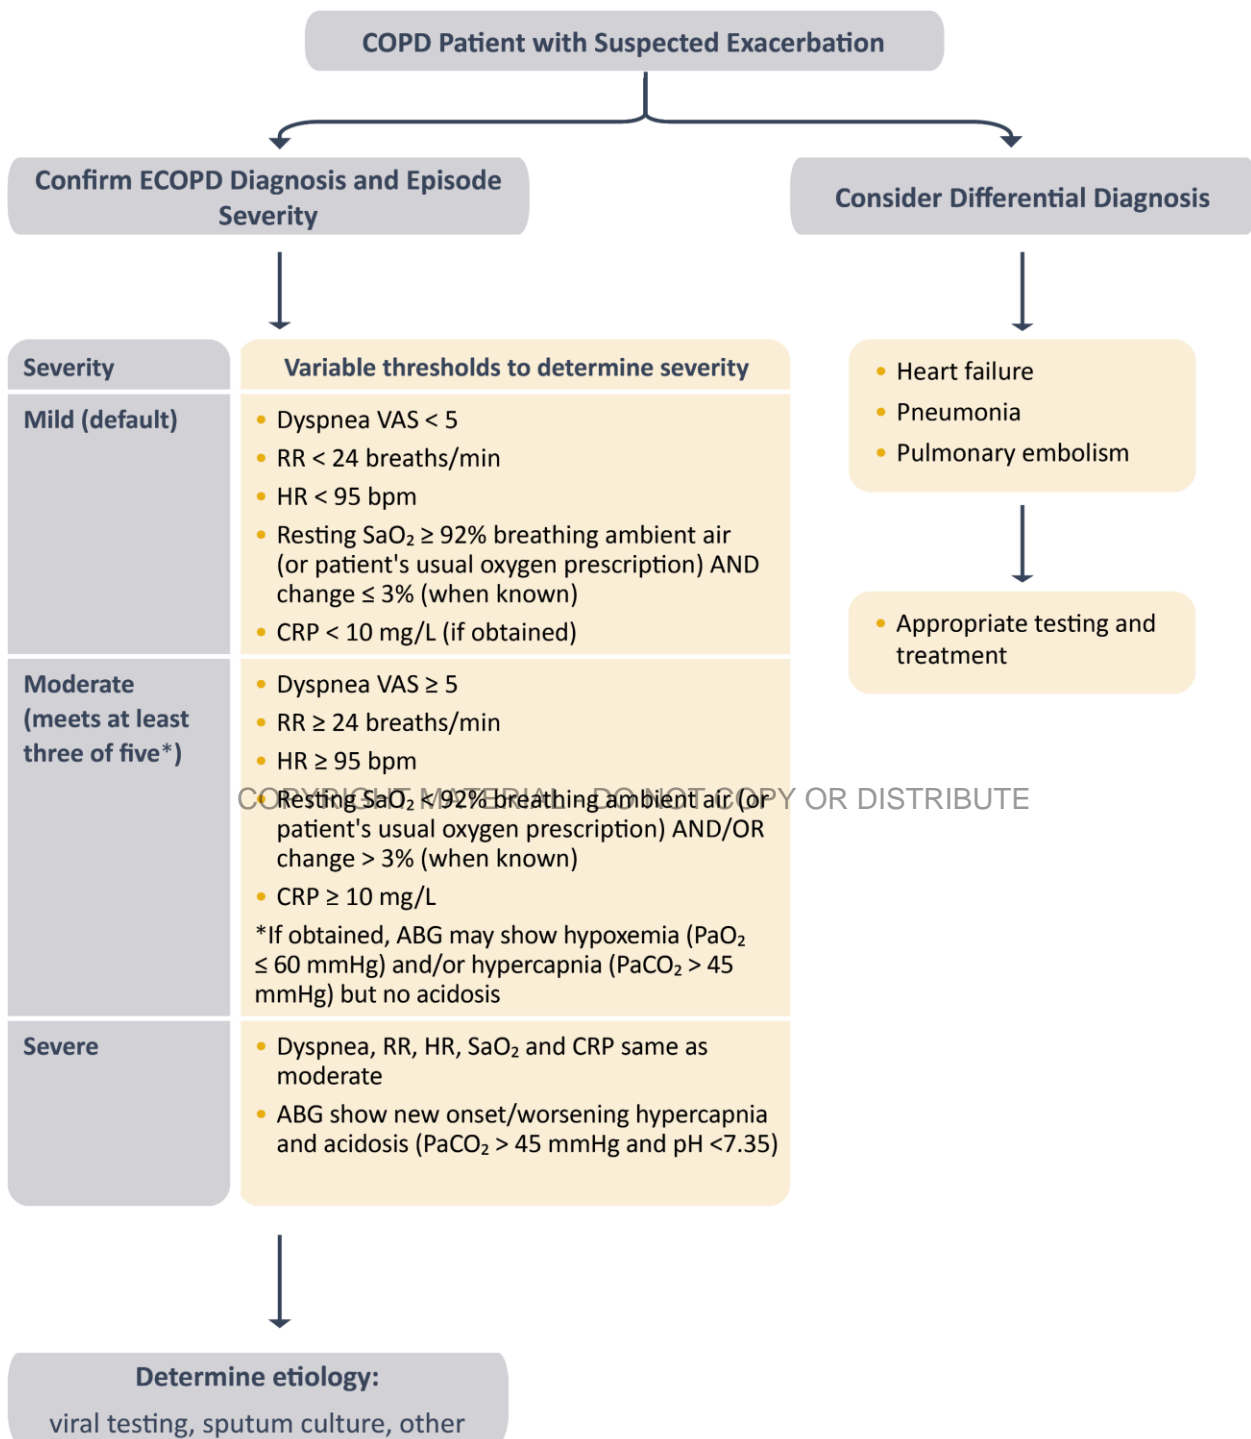 COPD Patient with Suspected Exacerbation
Confirm ECOPD Diagnosis and Episode
Severity
Consider Differential Diagnosis
Severity
Variable thresholds to determine severity
Mild (default)
• Dyspnea VAS < 5
• RR < 24 breaths/min
• HR < 95 bpm
• Resting SaO₂ ≥ 92% breathing ambient air
(or patient's usual oxygen prescription) AND
change ≤ 3% (when known)
• CRP < 10 mg/L (if obtained)
Moderate
(meets at least
three of five*)
• Dyspnea VAS ≥ 5
• RR ≥ 24 breaths/min
• HR ≥ 95 bpm
• Resting SaO₂ < 92% breathing ambient air (or
patient's usual oxygen prescription) AND/OR
change > 3% (when known)
• CRP ≥ 10 mg/L
*If obtained, ABG may show hypoxemia (PaO₂
≤ 60 mmHg) and/or hypercapnia (PaCO₂ > 45
mmHg) but no acidosis
Severe
• Dyspnea, RR, HR, SaO₂ and CRP same as
moderate
• ABG show new onset/worsening hypercapnia
and acidosis (PaCO₂ > 45 mmHg and pH <7.35)
• Heart failure
• Pneumonia
• Pulmonary embolism
• Appropriate testing and
treatment
COPYRIGHT MATERIAL - DO NOT COPY OR DISTRIBUTE
Determine etiology:
viral testing, sputum culture, other